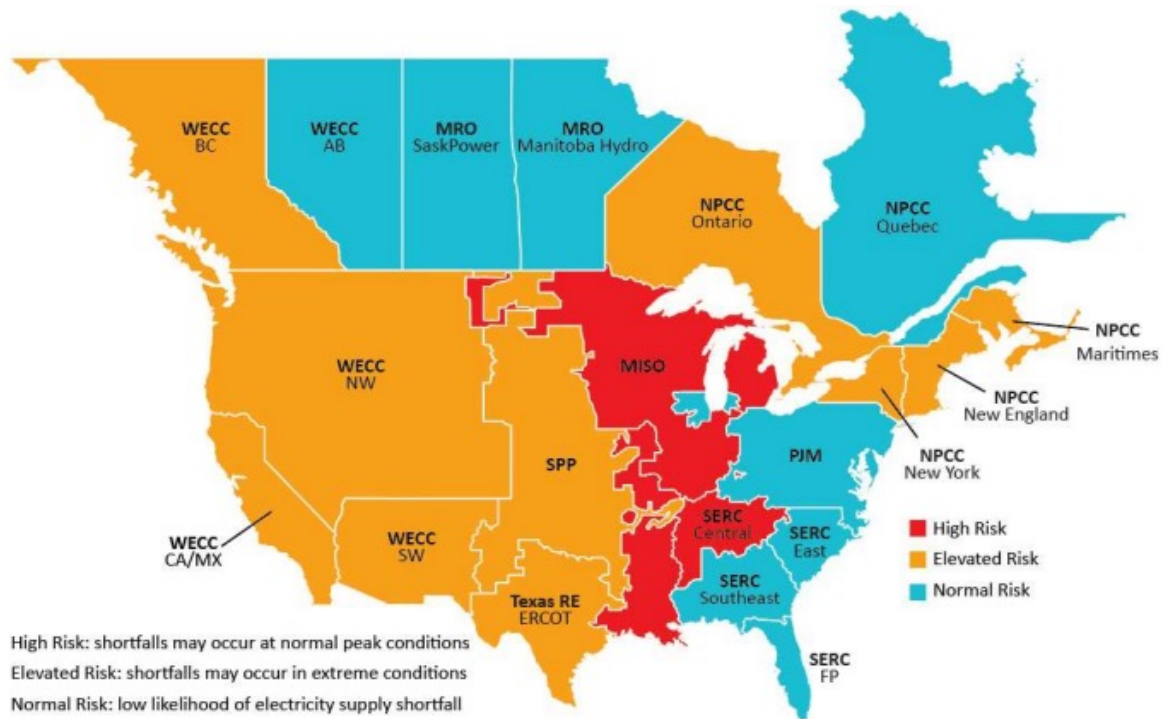 WECC
BC
WECC
AB
MRO
SaskPower
MRO
Manitoba Hydro
NPCC
Ontario
NPCC
Quebec
NPCC
Maritimes
WECC
NW
MISO
NPCC
New England
NPCC
New York
SPP
PJM
WECC
CA/MX
WECC
SW
SERC
Central
SERC
East
SERC
Southeast
Texas RE
ERCOT
SERC
FP
High Risk
Elevated Risk
Normal Risk
High Risk: shortfalls may occur at normal peak conditions
Elevated Risk: shortfalls may occur in extreme conditions
Normal Risk: low likelihood of electricity supply shortfall